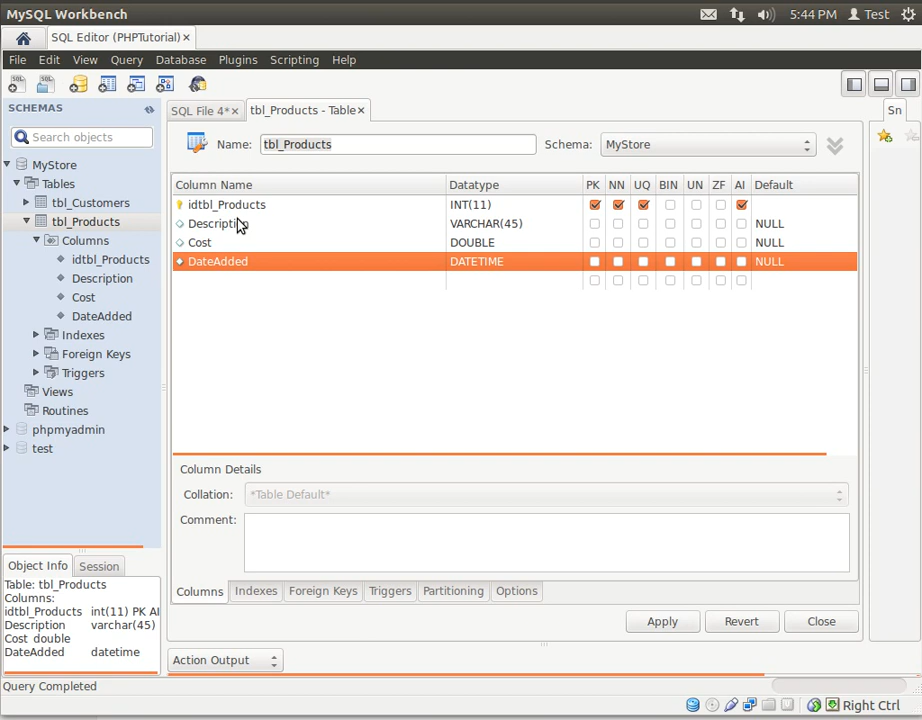 MySQL Workbench
5:44 PM
Test
SQL Editor (PHPTutorial) ×
File Edit View Query Database Plugins Scripting Help
SCHEMAS
SQL File 4* ×
tbl_Products - Table ×
Sn
Search objects
Name: tbl_Products
Schema: MyStore
Column Name Datatype PK NN UQ BIN UN ZF AI Default
idtbl_Products INT(11)
Description VARCHAR(45) NULL
Cost DOUBLE NULL
DateAdded DATETIME NULL
MyStore
Tables
tbl_Customers
tbl_Products
Columns
idtbl_Products
Description
Cost
DateAdded
Indexes
Foreign Keys
Triggers
Views
Routines
phpmyadmin
test
Column Details
Collation: *Table Default*
Comment:
Columns Indexes Foreign Keys Triggers Partitioning Options
Apply Revert Close
Object Info Session
Table: tbl_Products
Columns:
idtbl_Products int(11) PK AI
Description varchar(45)
Cost double
DateAdded datetime
Action Output
Query Completed
Right Ctrl